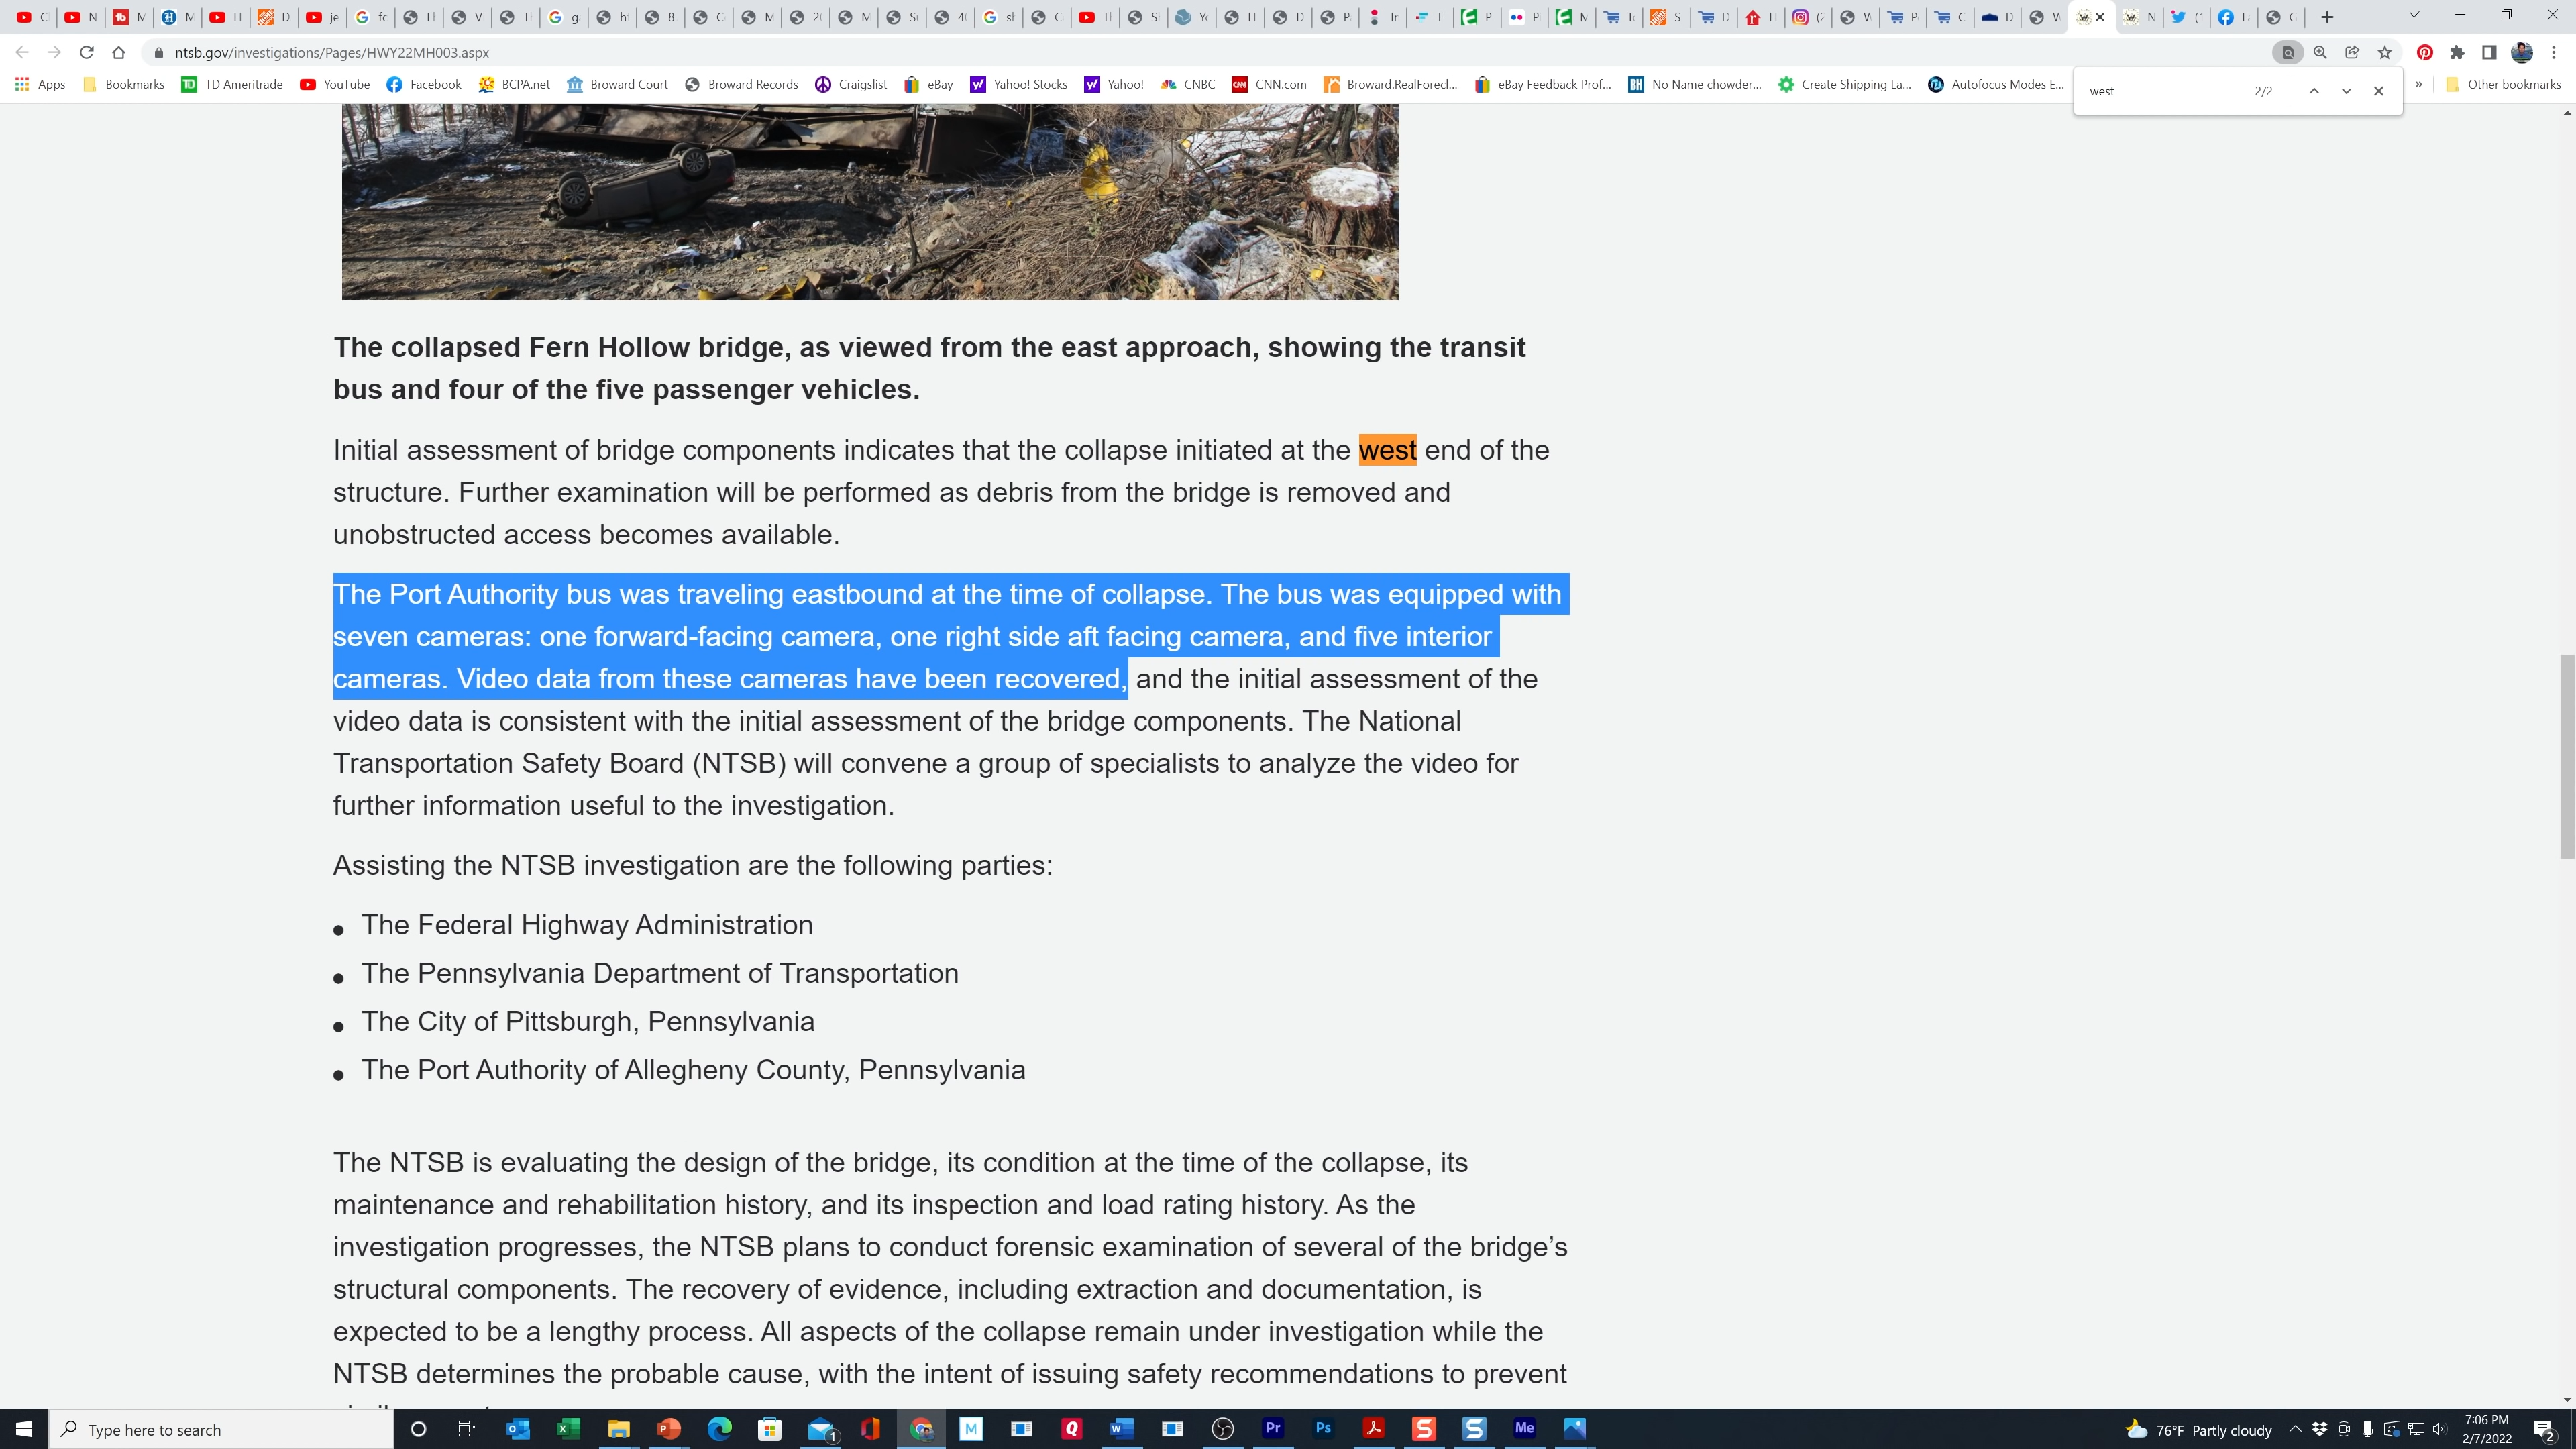 ntsb.gov/investigations/Pages/HWY22MH003.aspx
Apps Bookmarks TD Ameritrade YouTube Facebook BCPA.net Broward Court Broward Records Craigslist eBay Yahoo! Stocks Yahoo! CNBC CNN.com Broward.RealForecl... eBay Feedback Prof... No Name chowder... Create Shipping La... Autofocus Modes E... » Other bookmarks
west 2/2
The collapsed Fern Hollow bridge, as viewed from the east approach, showing the transit
bus and four of the five passenger vehicles.
Initial assessment of bridge components indicates that the collapse initiated at the west end of the
structure. Further examination will be performed as debris from the bridge is removed and
unobstructed access becomes available.
The Port Authority bus was traveling eastbound at the time of collapse. The bus was equipped with
seven cameras: one forward-facing camera, one right side aft facing camera, and five interior
cameras. Video data from these cameras have been recovered, and the initial assessment of the
video data is consistent with the initial assessment of the bridge components. The National
Transportation Safety Board (NTSB) will convene a group of specialists to analyze the video for
further information useful to the investigation.
Assisting the NTSB investigation are the following parties:
• The Federal Highway Administration
• The Pennsylvania Department of Transportation
• The City of Pittsburgh, Pennsylvania
• The Port Authority of Allegheny County, Pennsylvania
The NTSB is evaluating the design of the bridge, its condition at the time of the collapse, its
maintenance and rehabilitation history, and its inspection and load rating history. As the
investigation progresses, the NTSB plans to conduct forensic examination of several of the bridge’s
structural components. The recovery of evidence, including extraction and documentation, is
expected to be a lengthy process. All aspects of the collapse remain under investigation while the
NTSB determines the probable cause, with the intent of issuing safety recommendations to prevent
Type here to search
76°F Partly cloudy
7:06 PM
2/7/2022